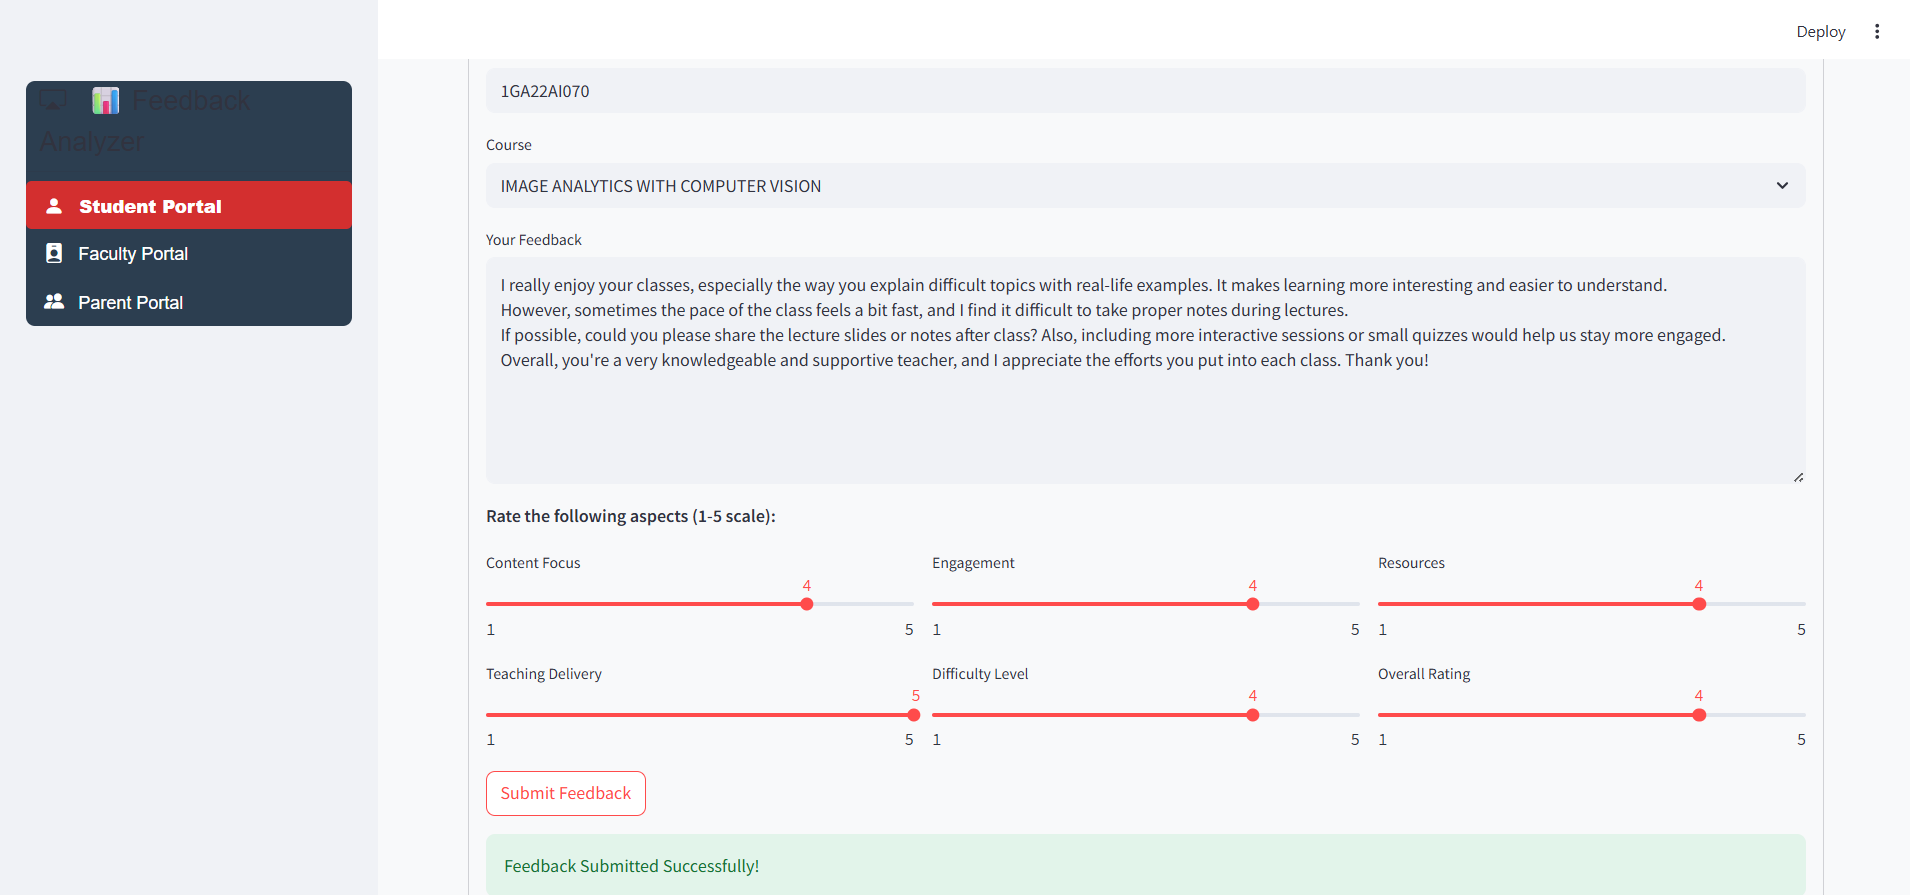 Deploy
Feedback
Analyzer
Student Portal
Faculty Portal
Parent Portal
1GA22AI070
Course
IMAGE ANALYTICS WITH COMPUTER VISION
Your Feedback
I really enjoy your classes, especially the way you explain difficult topics with real-life examples. It makes learning more interesting and easier to understand.
However, sometimes the pace of the class feels a bit fast, and I find it difficult to take proper notes during lectures.
If possible, could you please share the lecture slides or notes after class? Also, including more interactive sessions or small quizzes would help us stay more engaged.
Overall, you're a very knowledgeable and supportive teacher, and I appreciate the efforts you put into each class. Thank you!
Rate the following aspects (1-5 scale):
Content Focus
4
1 5
Engagement
4
1 5
Resources
4
1 5
Teaching Delivery
5
1 5
Difficulty Level
4
1 5
Overall Rating
4
1 5
Submit Feedback
Feedback Submitted Successfully!